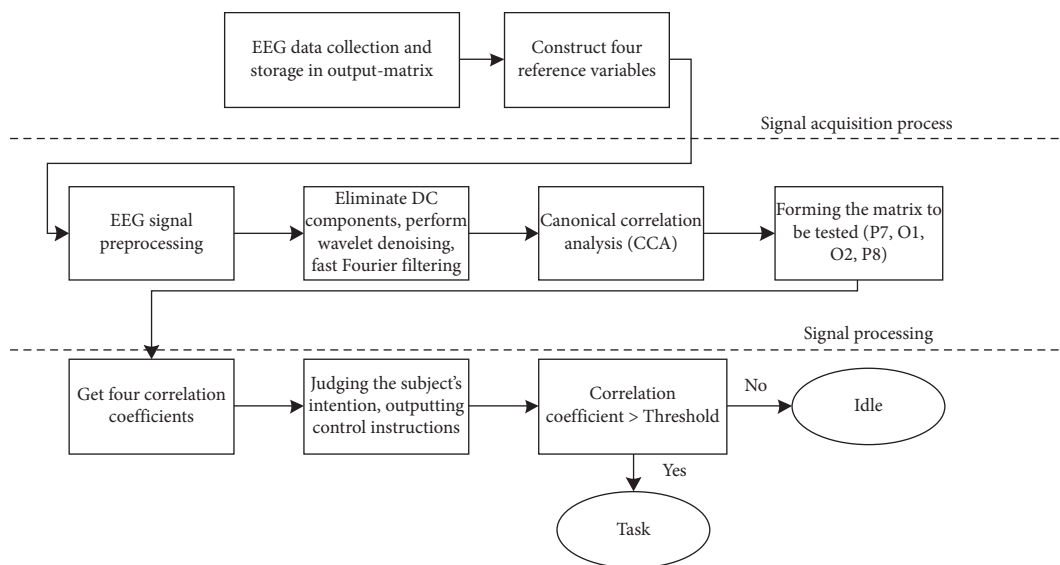 EEG data collection and
storage in output-matrix
Construct four
reference variables
Signal acquisition process
EEG signal
preprocessing
Eliminate DC
components, perform
wavelet denoising,
fast Fourier filtering
Canonical correlation
analysis (CCA)
Forming the matrix to
be tested (P7, O1,
O2, P8)
Signal processing
Get four correlation
coefficients
Judging the subject's
intention, outputting
control instructions
Correlation
coefficient > Threshold
No
Idle
Yes
Task